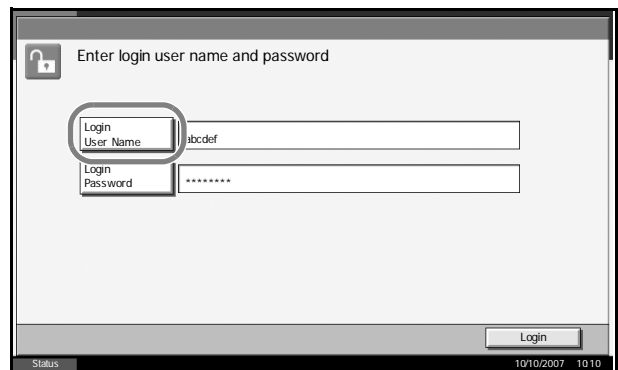 Enter login user name and password
Login
User Name
abcdef
Login
Password
********
Login
Status
10/10/2007 10:10